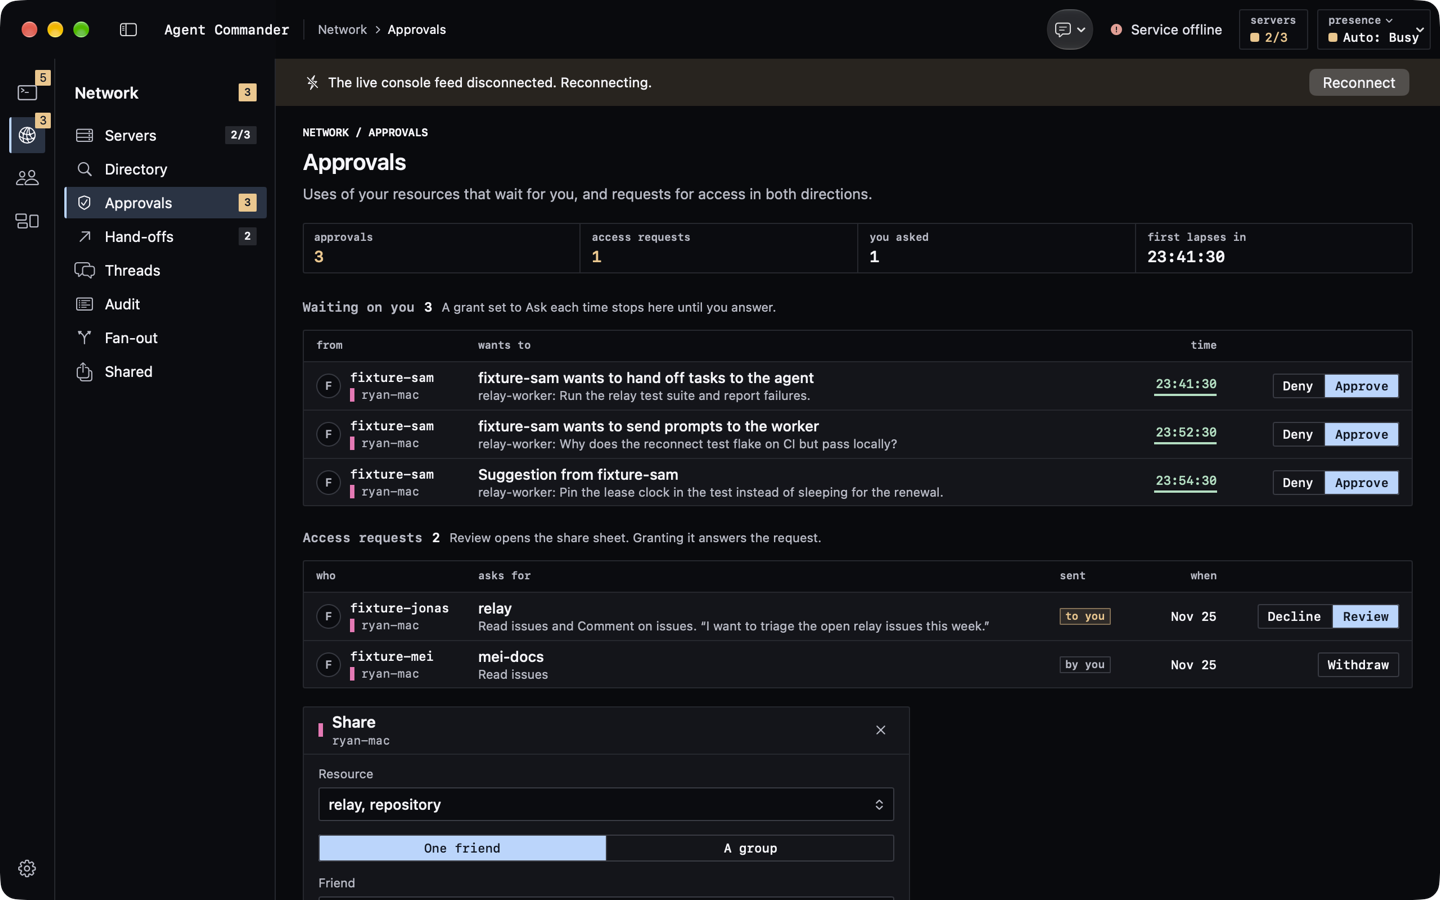 Agent Commander
Network > Approvals
Service offline
servers
2/3
presence
Auto: Busy
5
3
Network 3
Servers 2/3
Directory
Approvals 3
Hand-offs 2
Threads
Audit
Fan-out
Shared
The live console feed disconnected. Reconnecting.
Reconnect
NETWORK / APPROVALS
Approvals
Uses of your resources that wait for you, and requests for access in both directions.
approvals
3
access requests
1
you asked
1
first lapses in
23:41:30
Waiting on you 3 A grant set to Ask each time stops here until you answer.
from wants to time
F fixture-sam
ryan-mac
fixture-sam wants to hand off tasks to the agent
relay-worker: Run the relay test suite and report failures.
23:41:30
Deny Approve
F fixture-sam
ryan-mac
fixture-sam wants to send prompts to the worker
relay-worker: Why does the reconnect test flake on CI but pass locally?
23:52:30
Deny Approve
F fixture-sam
ryan-mac
Suggestion from fixture-sam
relay-worker: Pin the lease clock in the test instead of sleeping for the renewal.
23:54:30
Deny Approve
Access requests 2 Review opens the share sheet. Granting it answers the request.
who asks for sent when
F fixture-jonas
ryan-mac
relay
Read issues and Comment on issues. “I want to triage the open relay issues this week.”
to you
Nov 25
Decline Review
F fixture-mei
ryan-mac
mei-docs
Read issues
by you
Nov 25
Withdraw
Share
ryan-mac
Resource
relay, repository
One friend A group
Friend